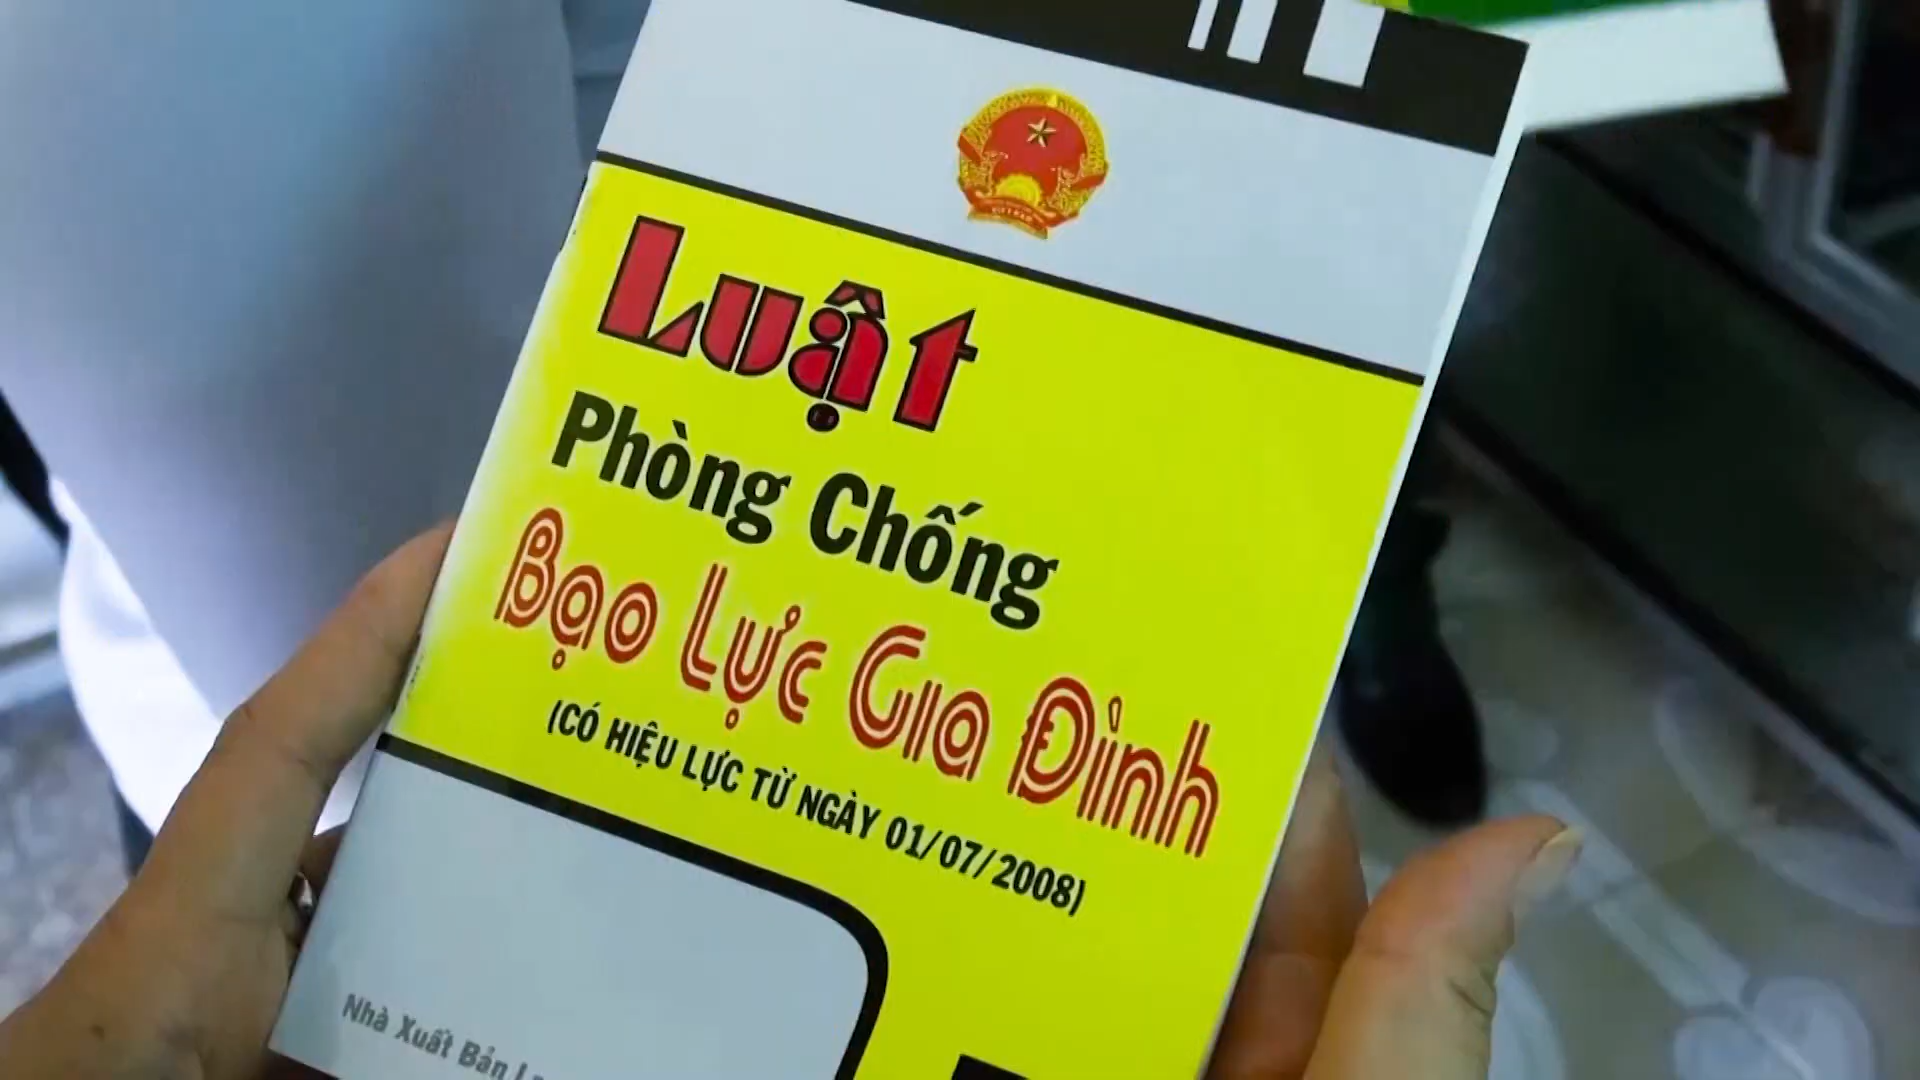 Luật
Phòng Chống
Bạo Lực Gia Đình
(CÓ HIỆU LỰC TỪ NGÀY 01/07/2008)
Nhà Xuất Bản